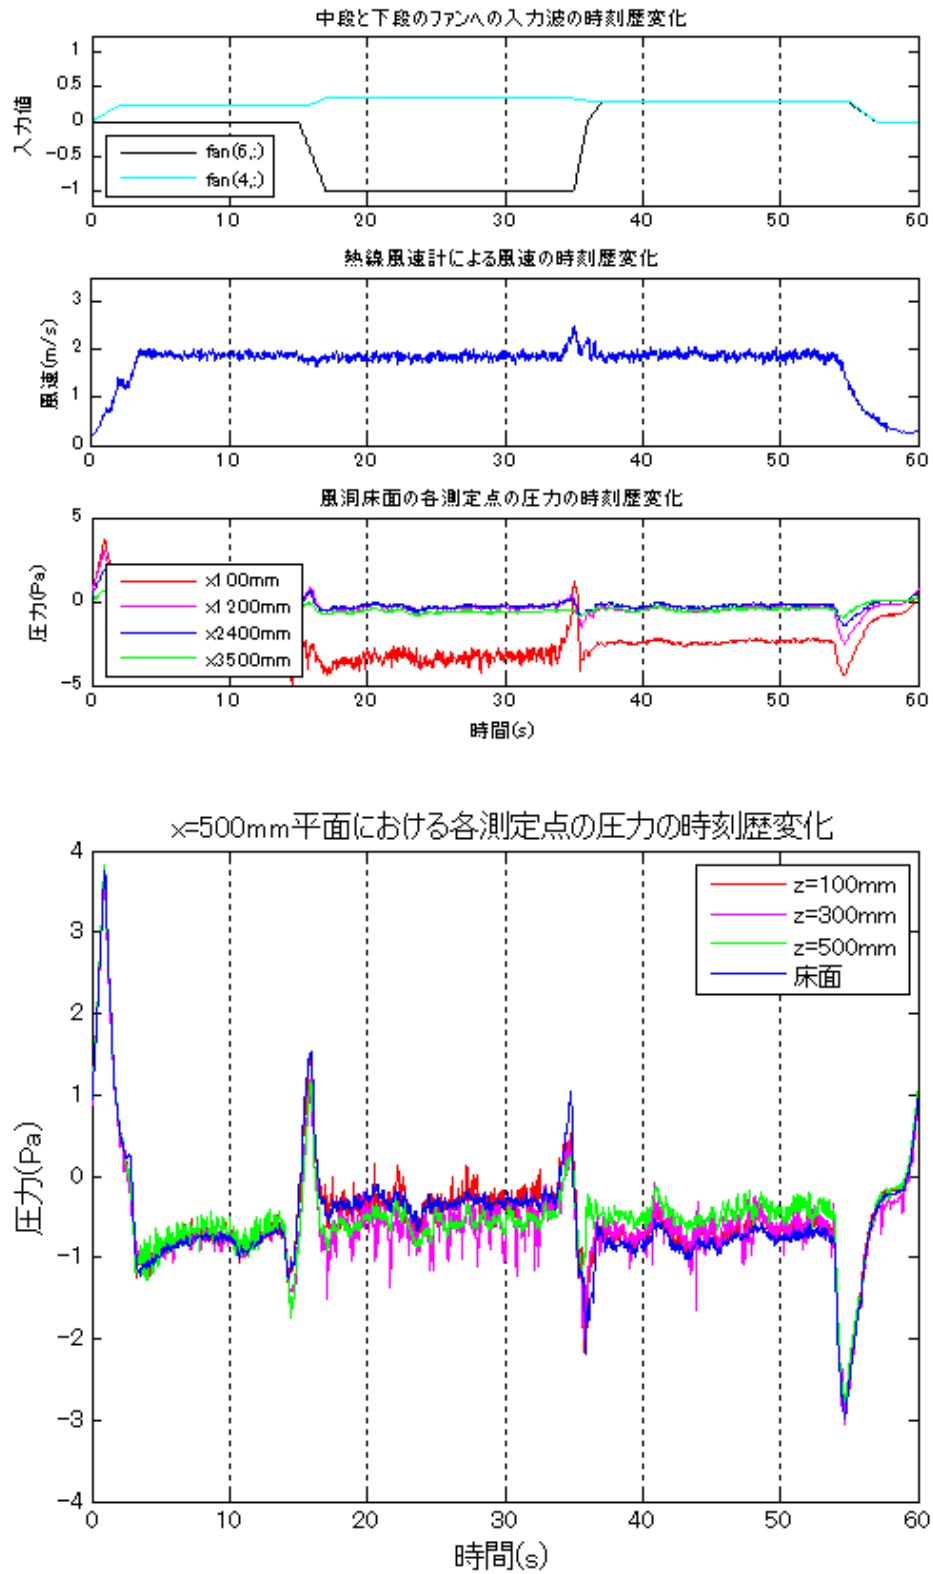 中段と下段のファンへの入力波の時刻歴変化
1
0.5
0
-0.5
-1
入力値
fan(6,:)
fan(4,:)
0 10 20 30 40 50 60
熱線風速計による風速の時刻歴変化
3
2
1
0
風速(m/s)
0 10 20 30 40 50 60
風洞床面の各測定点の圧力の時刻歴変化
5
0
-5
圧力(Pa)
x100mm
x1200mm
x2400mm
x3500mm
0 10 20 30 40 50 60
時間(s)
x=500mm平面における各測定点の圧力の時刻歴変化
4
3
2
1
0
-1
-2
-3
-4
圧力(Pa)
z=100mm
z=300mm
z=500mm
床面
0 10 20 30 40 50 60
時間(s)